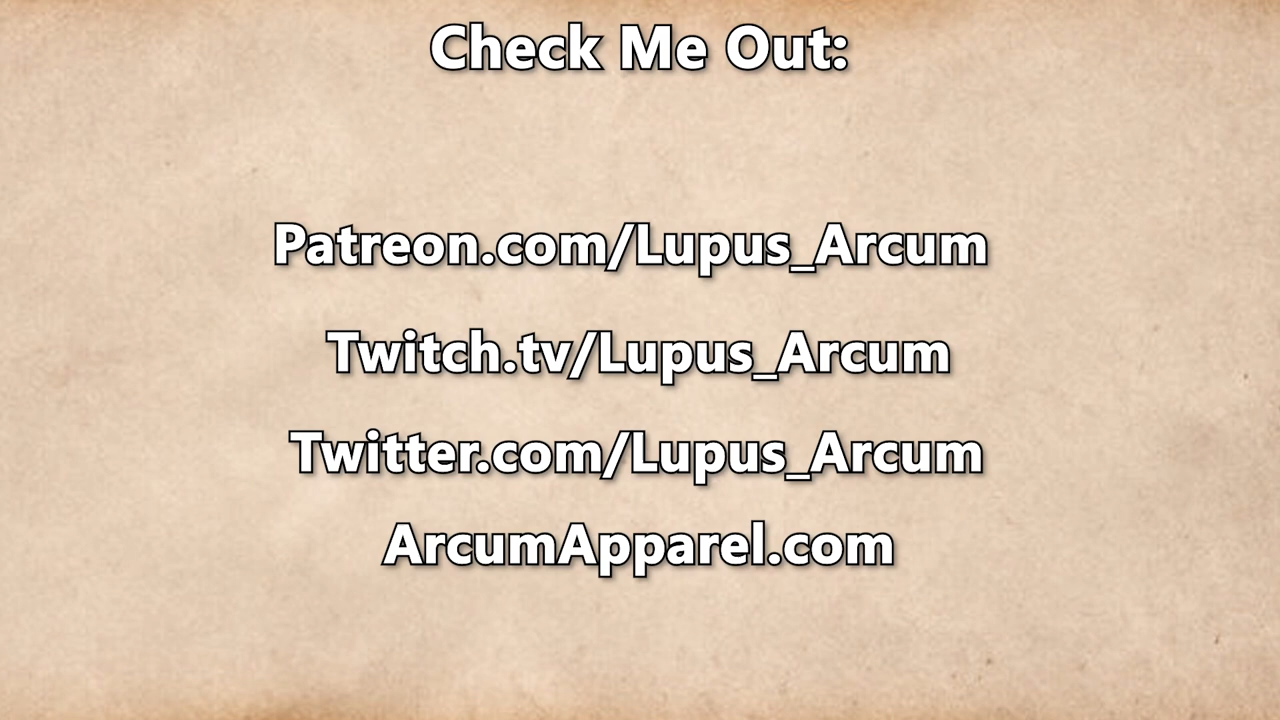 Check Me Out:
Patreon.com/Lupus_Arcum
Twitch.tv/Lupus_Arcum
Twitter.com/Lupus_Arcum
ArcumApparel.com